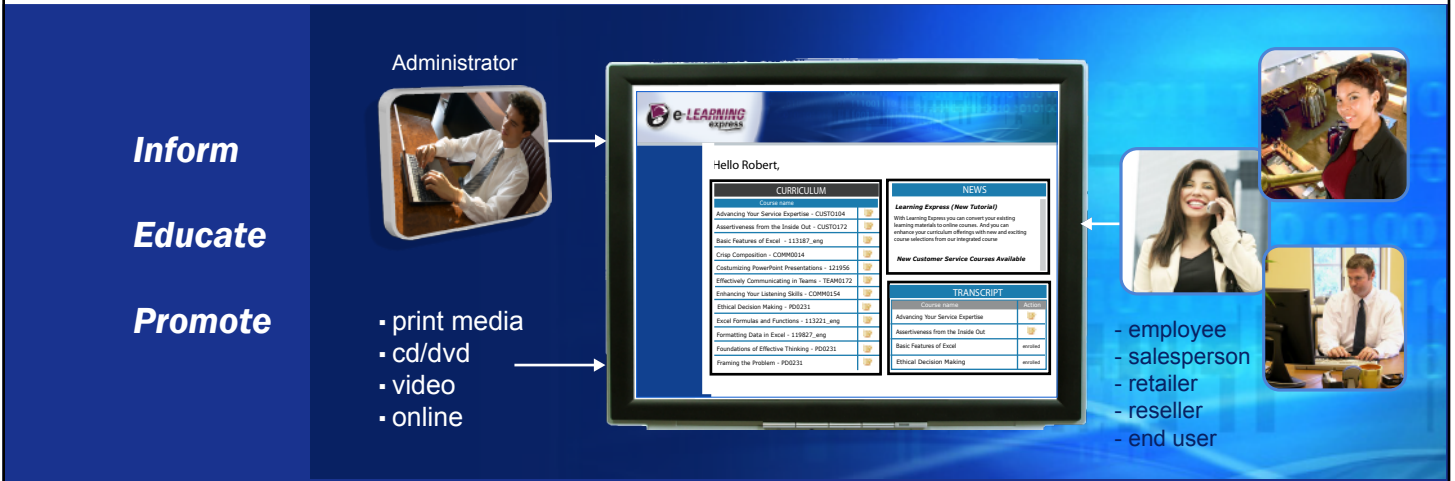 Inform
Educate
Promote
Administrator
▪ print media
▪ cd/dvd
▪ video
▪ online
e-LEARNING
express
Hello Robert,
CURRICULUM
Course name
Advancing Your Service Expertise - CUSTO104
Assertiveness from the Inside Out - CUSTO172
Basic Features of Excel - 113187_eng
Crisp Composition - COMM0014
Costumizing PowerPoint Presentations - 121956
Effectively Communicating in Teams - TEAM0172
Enhancing Your Listening Skills - COMM0154
Ethical Decision Making - PD0231
Excel Formulas and Functions - 113221_eng
Formatting Data in Excel - 119827_eng
Foundations of Effective Thinking - PD0231
Framing the Problem - PD0231
NEWS
Learning Express (New Tutorial)
With Learning Express you can convert your existing
learning materials to online courses. And you can
enhance your curriculum offerings with new and exciting
course selections from our integrated course
New Customer Service Courses Available
TRANSCRIPT
Course name Action
Advancing Your Service Expertise
Assertiveness from the Inside Out
Basic Features of Excel enroled
Ethical Decision Making enroled
- employee
- salesperson
- retailer
- reseller
- end user